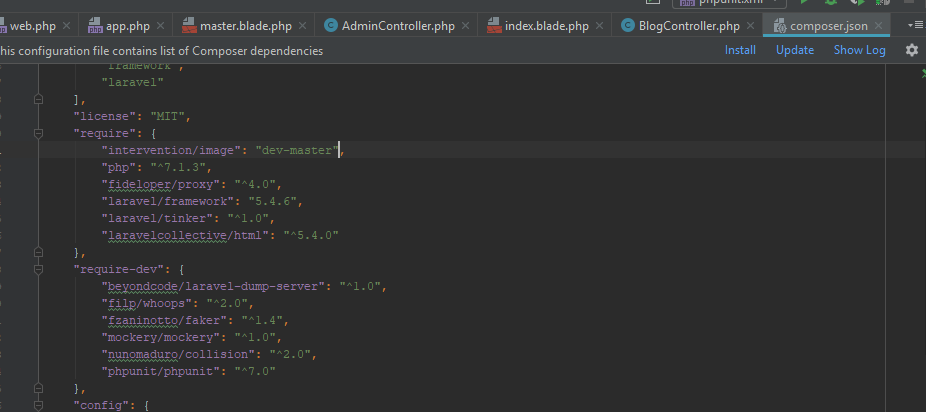 phpunit.xml
web.php app.php master.blade.php AdminController.php index.blade.php BlogController.php composer.json
his configuration file contains list of Composer dependencies Install Update Show Log
"framework",
"laravel"
],
"license": "MIT",
"require": {
"intervention/image": "dev-master",
"php": "^7.1.3",
"fideloper/proxy": "^4.0",
"laravel/framework": "5.4.6",
"laravel/tinker": "^1.0",
"laravelcollective/html": "^5.4.0"
},
"require-dev": {
"beyondcode/laravel-dump-server": "^1.0",
"filp/whoops": "^2.0",
"fzaninotto/faker": "^1.4",
"mockery/mockery": "^1.0",
"nunomaduro/collision": "^2.0",
"phpunit/phpunit": "^7.0"
},
"config": {